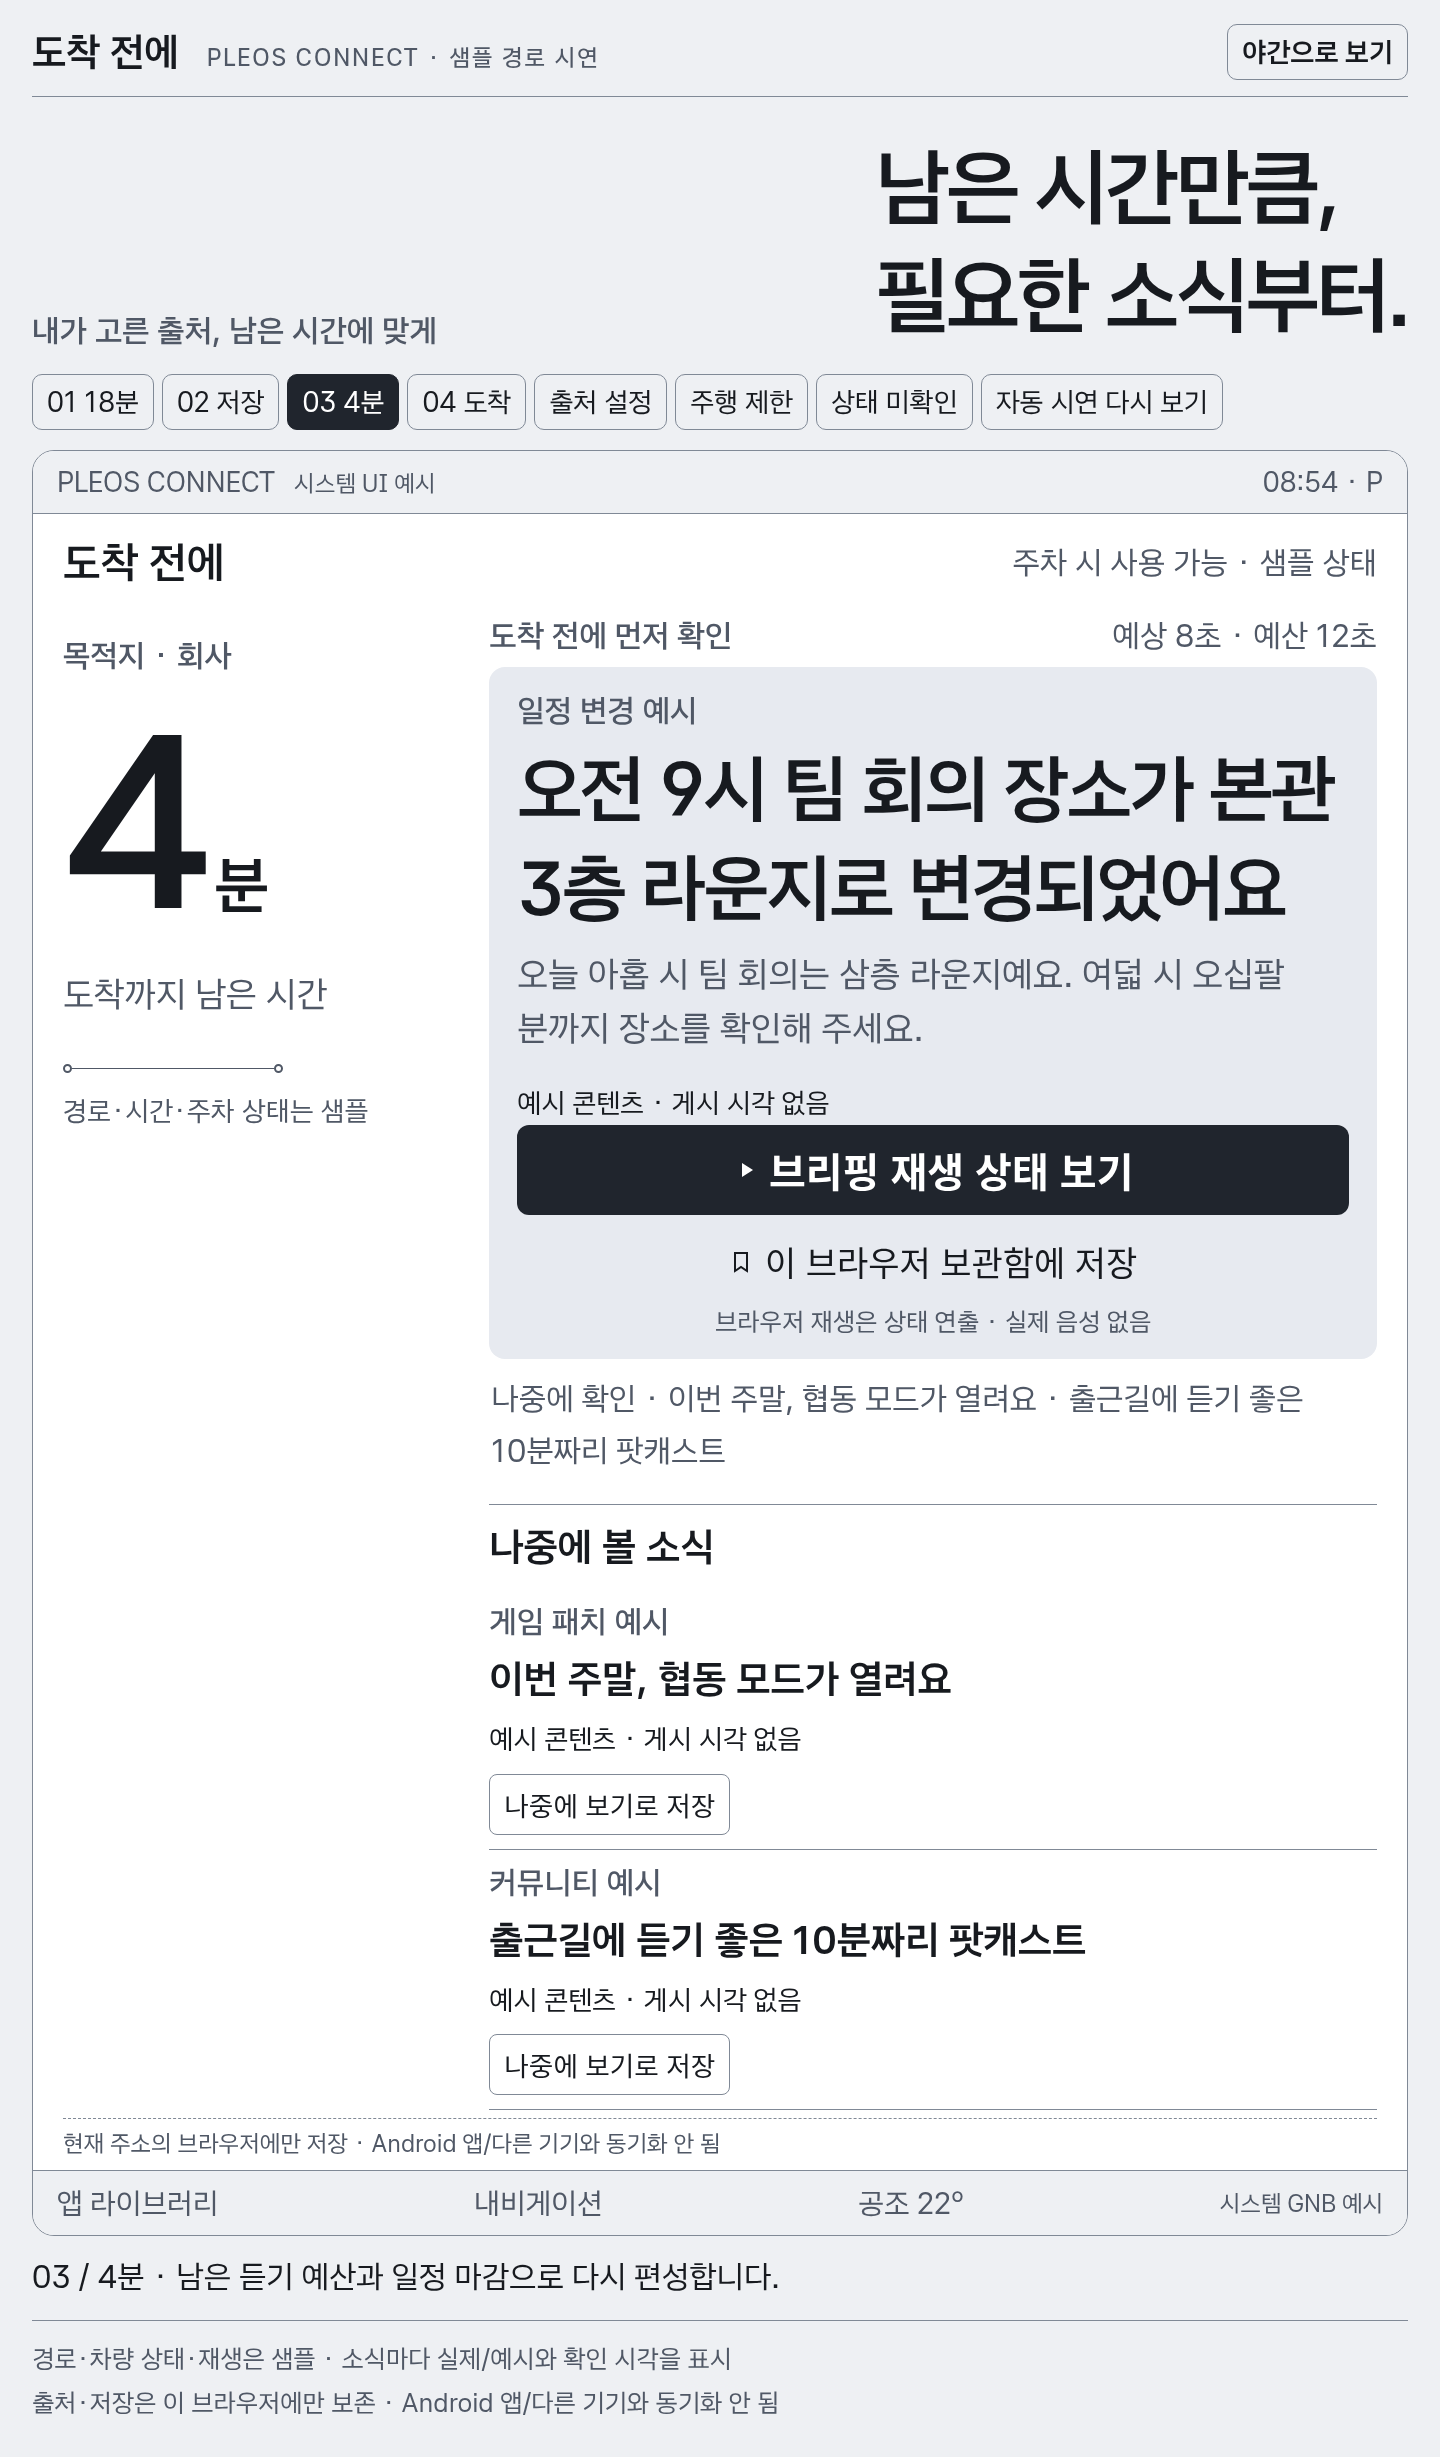 도착 전에 PLEOS CONNECT · 샘플 경로 시연
야간으로 보기
남은 시간만큼,
필요한 소식부터.
내가 고른 출처, 남은 시간에 맞게
01 18분
02 저장
03 4분
04 도착
출처 설정
주행 제한
상태 미확인
자동 시연 다시 보기
PLEOS CONNECT 시스템 UI 예시
08:54 · P
도착 전에
주차 시 사용 가능 · 샘플 상태
목적지 · 회사
4분
도착까지 남은 시간
경로·시간·주차 상태는 샘플
도착 전에 먼저 확인
예상 8초 · 예산 12초
일정 변경 예시
오전 9시 팀 회의 장소가 본관
3층 라운지로 변경되었어요
오늘 아홉 시 팀 회의는 삼층 라운지예요. 여덟 시 오십팔
분까지 장소를 확인해 주세요.
예시 콘텐츠 · 게시 시각 없음
브리핑 재생 상태 보기
이 브라우저 보관함에 저장
브라우저 재생은 상태 연출 · 실제 음성 없음
나중에 확인 · 이번 주말, 협동 모드가 열려요 · 출근길에 듣기 좋은
10분짜리 팟캐스트
나중에 볼 소식
게임 패치 예시
이번 주말, 협동 모드가 열려요
예시 콘텐츠 · 게시 시각 없음
나중에 보기로 저장
커뮤니티 예시
출근길에 듣기 좋은 10분짜리 팟캐스트
예시 콘텐츠 · 게시 시각 없음
나중에 보기로 저장
현재 주소의 브라우저에만 저장 · Android 앱/다른 기기와 동기화 안 됨
앱 라이브러리
내비게이션
공조 22°
시스템 GNB 예시
03 / 4분 · 남은 듣기 예산과 일정 마감으로 다시 편성합니다.
경로·차량 상태·재생은 샘플 · 소식마다 실제/예시와 확인 시각을 표시
출처·저장은 이 브라우저에만 보존 · Android 앱/다른 기기와 동기화 안 됨